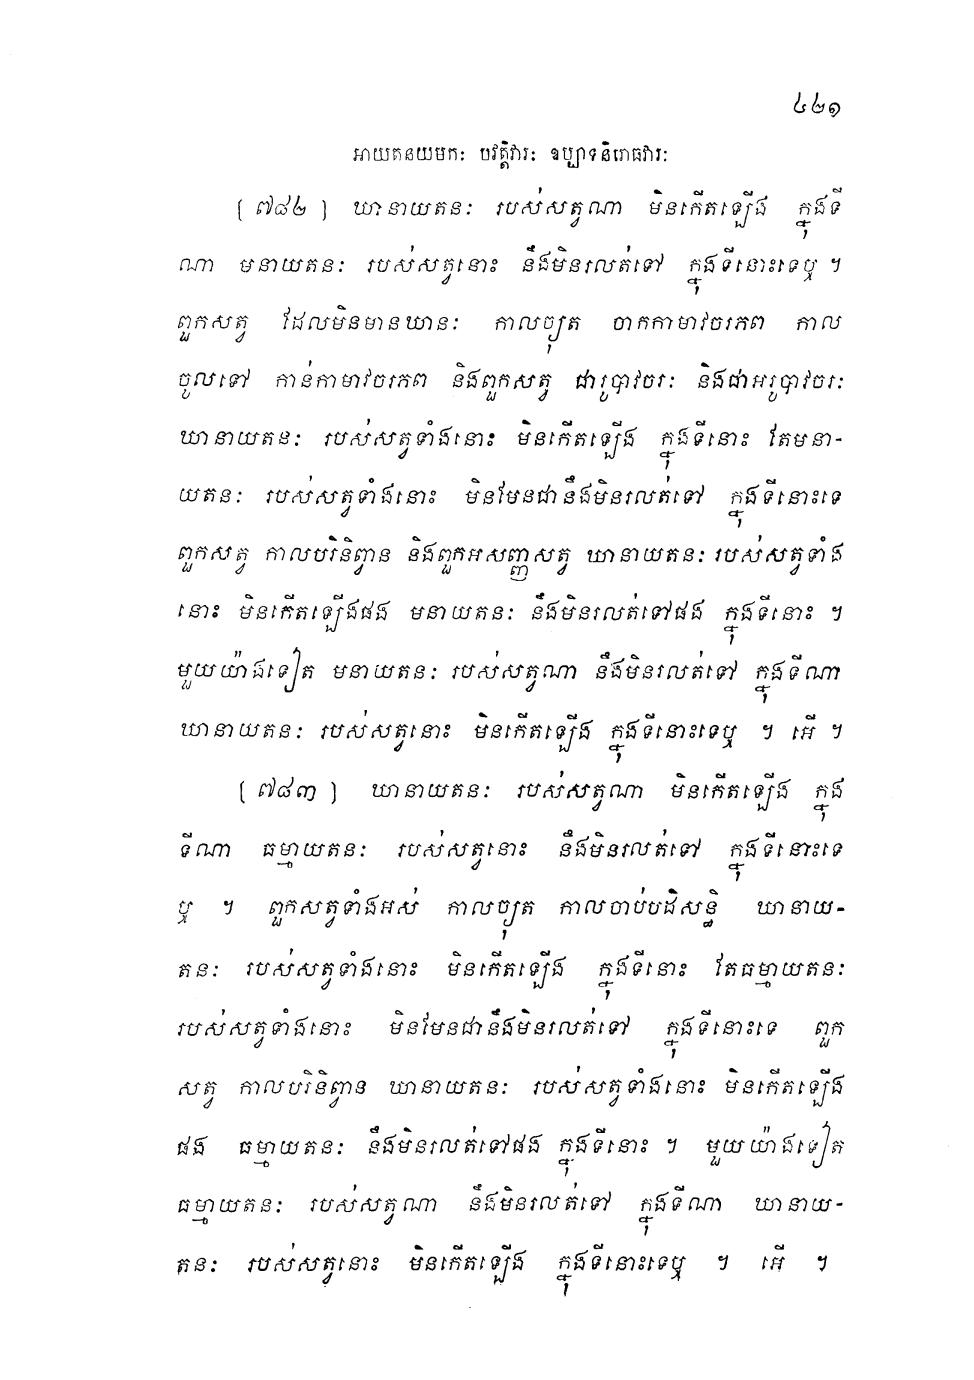 ៤២១
អាយតនយមកៈ បវត្តិវារៈ ឧប្បាទនិរោធវារៈ
[ ៧៨២ ] ឃានាយតនៈ របស់សត្វណា មិនកើតឡើង ក្នុងទី
ណា មនាយតនៈ របស់សត្វនោះ នឹងមិនរលត់ទៅ ក្នុងទីនោះទេឬ ។
ពួកសត្វ ដែលមិនមានឃានៈ កាលច្យុត ចាកកាមាវចរភព កាល
ចូលទៅ កាន់កាមាវចរភព និងពួកសត្វ ជារូបាវចរៈ និងជាអរូបាវចរៈ
ឃានាយតនៈ របស់សត្វទាំងនោះ មិនកើតឡើង ក្នុងទីនោះ តែមនា-
យតនៈ របស់សត្វទាំងនោះ មិនមែនជានឹងមិនរលត់ទៅ ក្នុងទីនោះទេ
ពួកសត្វ កាលបរិនិព្វាន និងពួកអសញ្ញសត្វ ឃានាយតនៈ របស់សត្វទាំង
នោះ មិនកើតឡើងផង មនាយតនៈ នឹងមិនរលត់ទៅផង ក្នុងទីនោះ ។
មួយយ៉ាងទៀត មនាយតនៈ របស់សត្វណា នឹងមិនរលត់ទៅ ក្នុងទីណា
ឃានាយតនៈ របស់សត្វនោះ មិនកើតឡើង ក្នុងទីនោះទេឬ ។ អើ ។
[ ៧៨៣ ] ឃានាយតនៈ របស់សត្វណា មិនកើតឡើង ក្នុង
ទីណា ធម្មាយតនៈ របស់សត្វនោះ នឹងមិនរលត់ទៅ ក្នុងទីនោះទេ
ឬ ។ ពួកសត្វទាំងអស់ កាលច្យុត កាលចាប់បដិសន្ធិ ឃានាយ-
តនៈ របស់សត្វទាំងនោះ មិនកើតឡើង ក្នុងទីនោះ តែធម្មាយតនៈ
របស់សត្វទាំងនោះ មិនមែនជានឹងមិនរលត់ទៅ ក្នុងទីនោះទេ ពួក
សត្វ កាលបរិនិព្វាន ឃានាយតនៈ របស់សត្វទាំងនោះ មិនកើតឡើង
ផង ធម្មាយតនៈ នឹងមិនរលត់ទៅផង ក្នុងទីនោះ ។ មួយយ៉ាងទៀត
ធម្មាយតនៈ របស់សត្វណា នឹងមិនរលត់ទៅ ក្នុងទីណា ឃានាយ-
តនៈ របស់សត្វនោះ មិនកើតឡើង ក្នុងទីនោះទេឬ ។ អើ ។